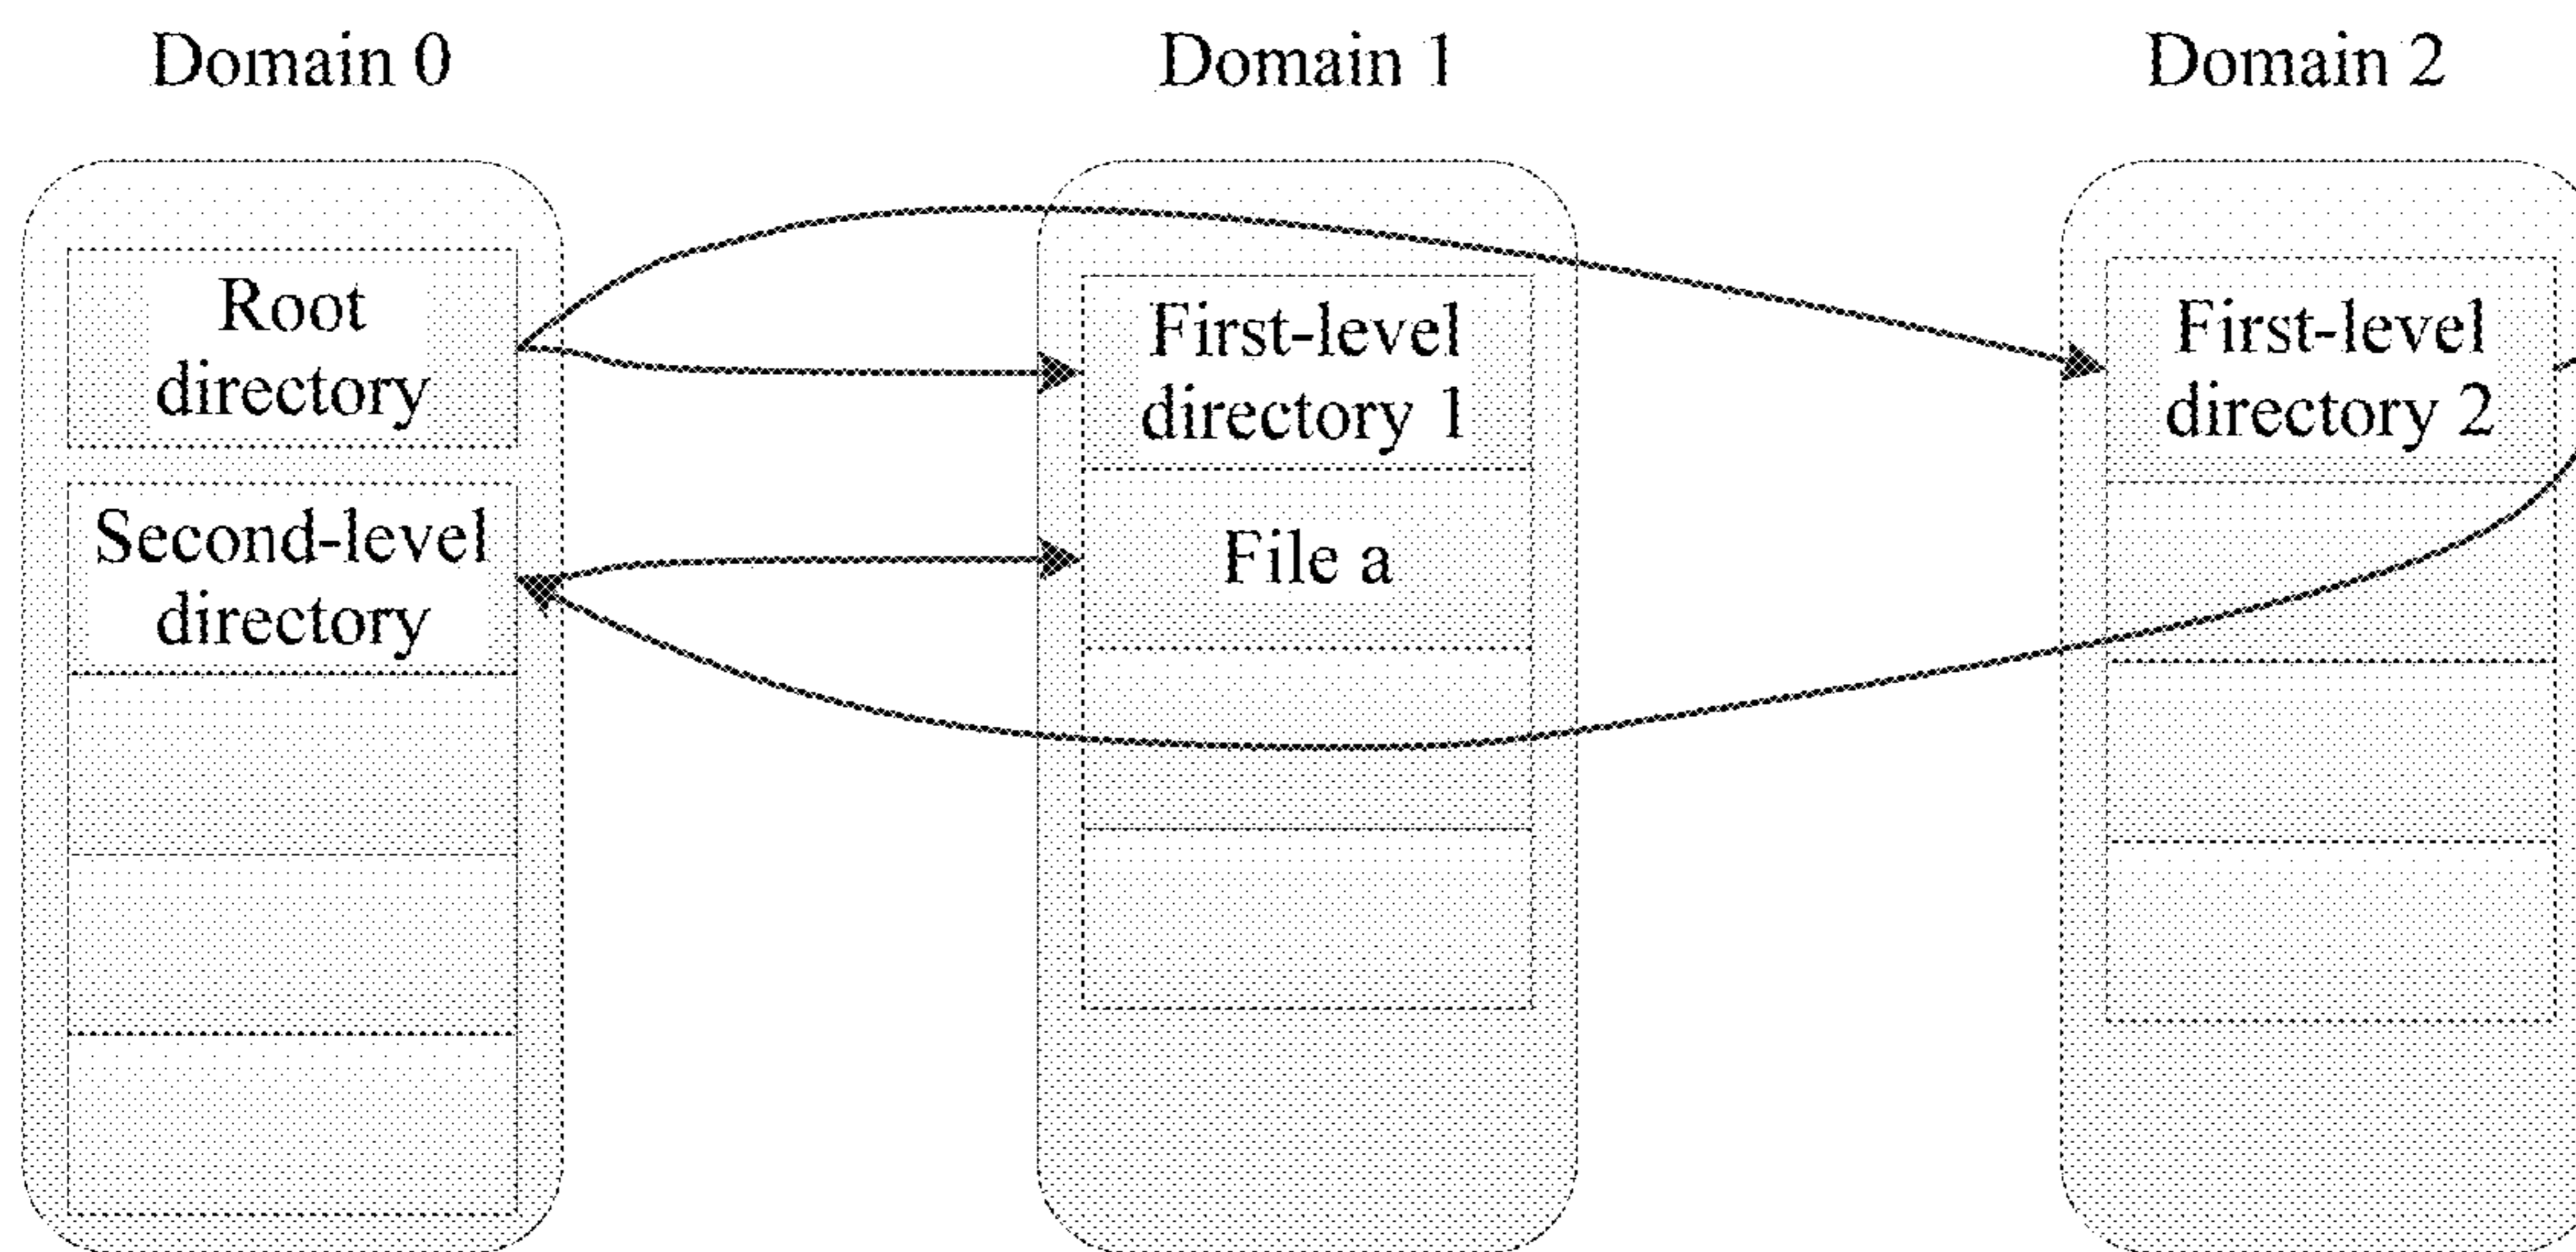 Domain 0
Domain 1
Domain 2
Root
directory
Second-level
directory
First-level
directory 1
File a
First-level
directory 2